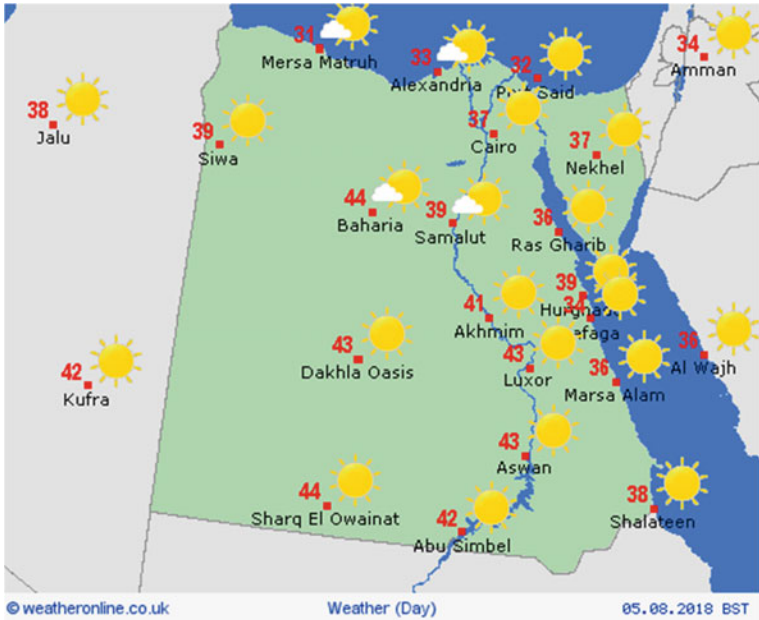 31
Mersa Matruh
33
Alexandria
32
Port Said
34
Amman
38
Jalu
39
Siwa
37
Cairo
37
Nekhel
44
Baharia
39
Samalut
36
Ras Gharib
39
34
41
Akhmim
43
Dakhla Oasis
43
Luxor
36
Marsa Alam
36
Al Wajh
42
Kufra
43
Aswan
44
Sharq El Owainat
42
Abu Simbel
38
Shalateen
© weatheronline.co.uk
Weather (Day)
05.08.2018 BST